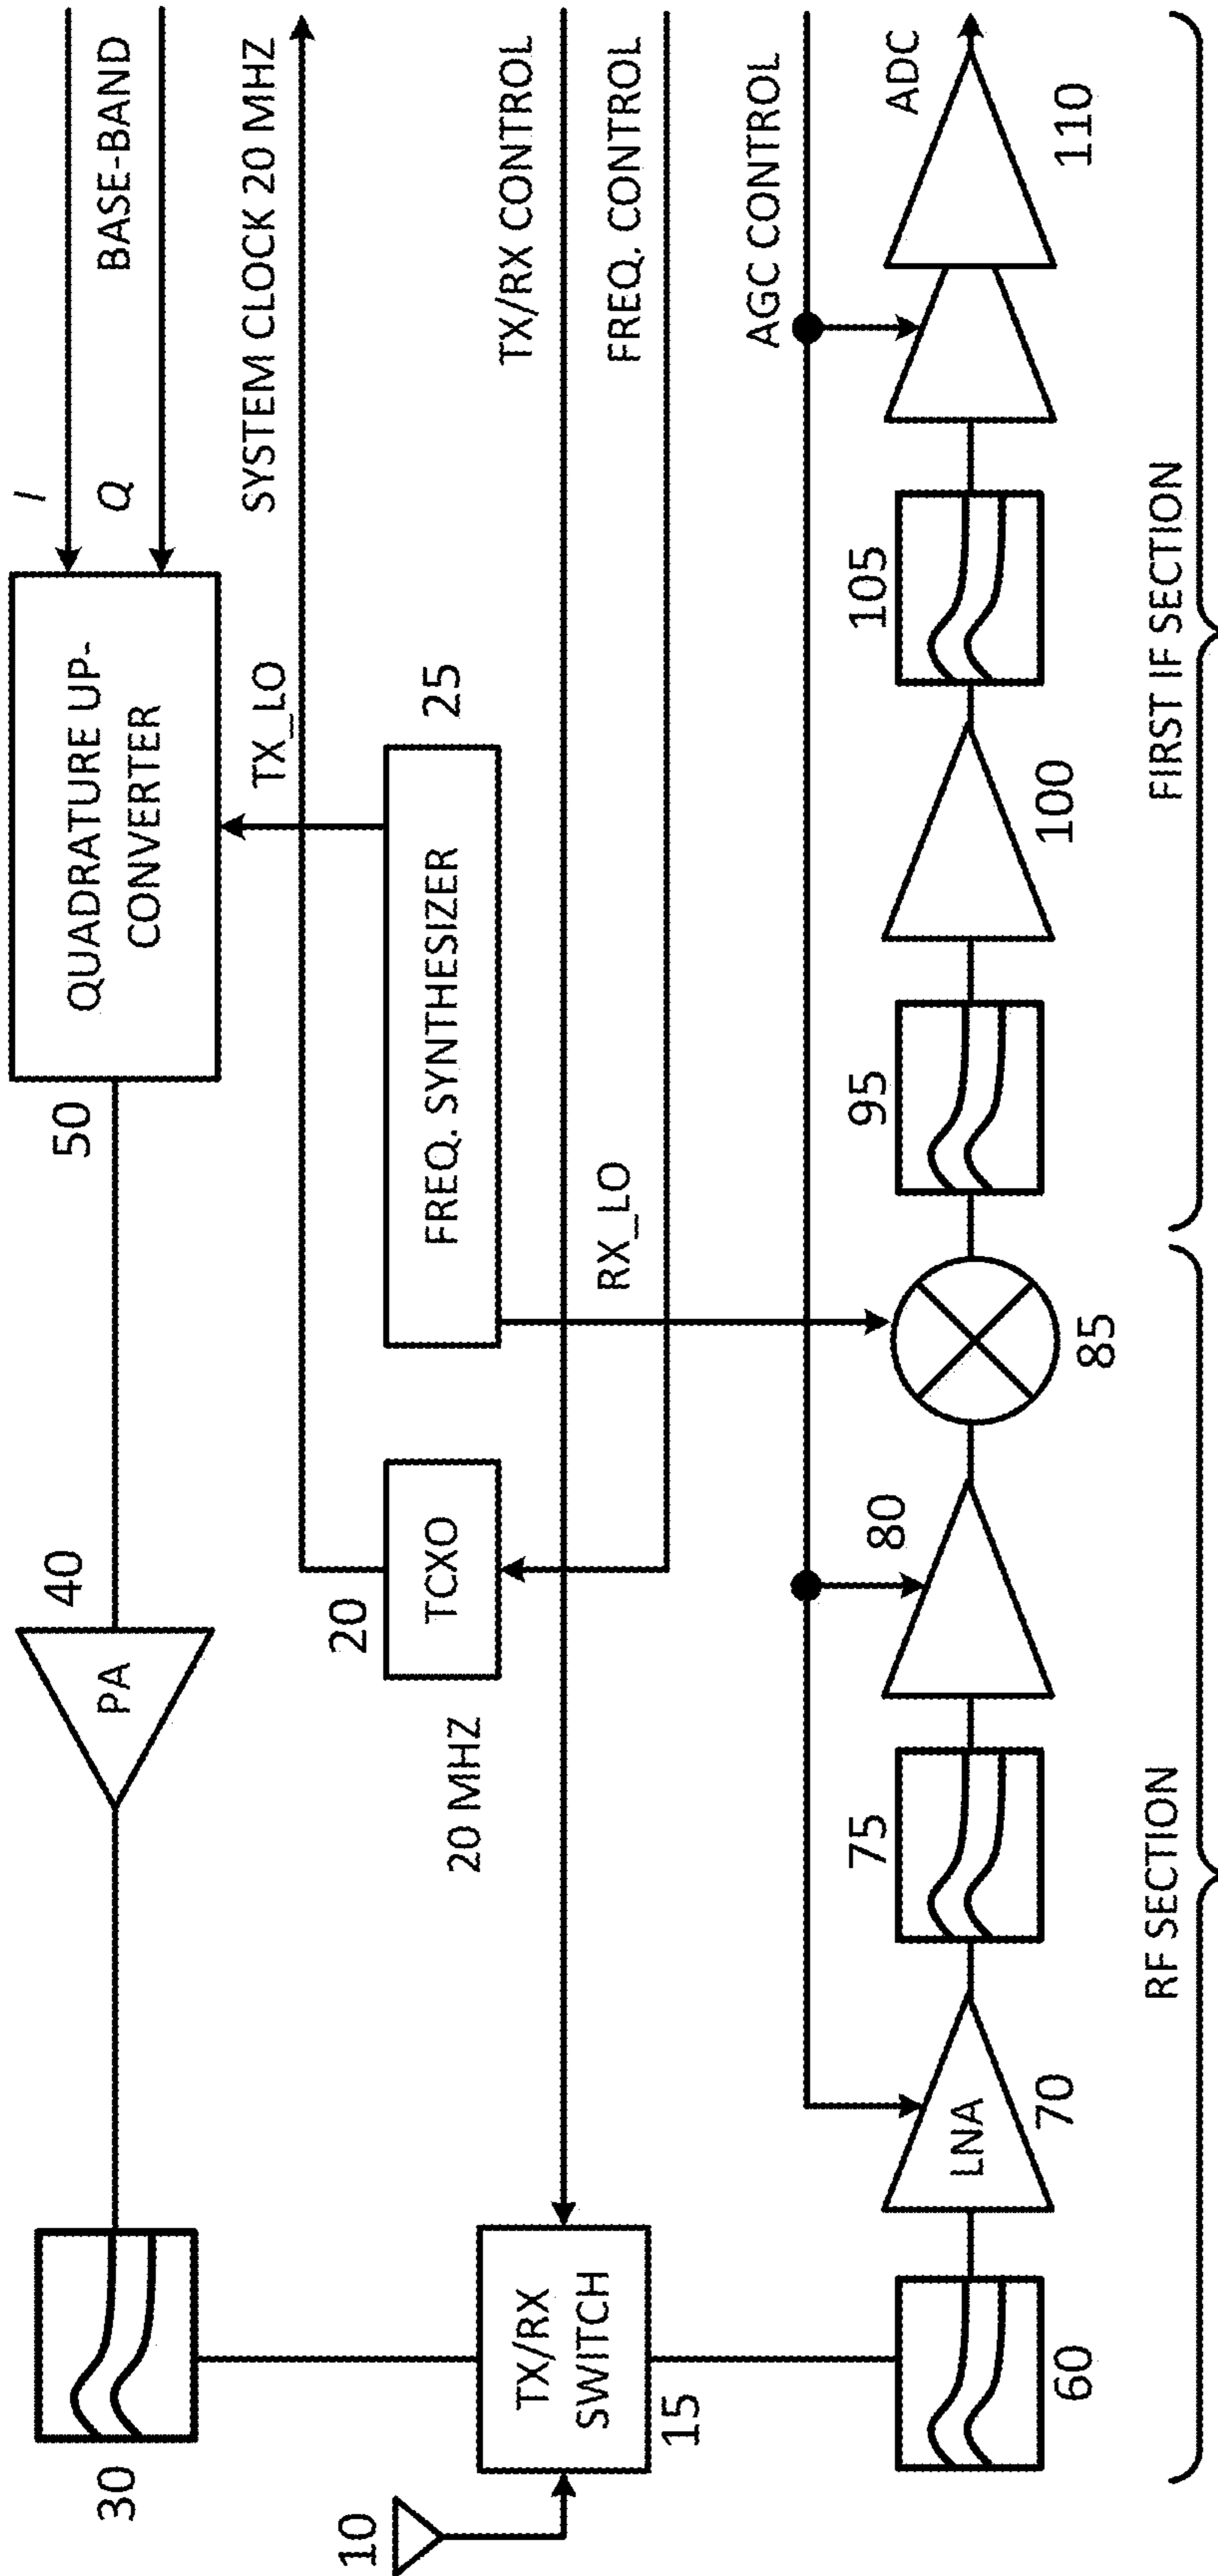 I
Q
BASE-BAND
QUADRATURE UP-
CONVERTER
50
40
PA
30
TX_LO
SYSTEM CLOCK 20 MHZ
25
FREQ. SYNTHESIZER
20
TCXO
20 MHZ
10
TX/RX
SWITCH
15
TX/RX CONTROL
FREQ. CONTROL
RX_LO
AGC CONTROL
60
LNA
70
75
80
85
95
100
105
110
ADC
RF SECTION
FIRST IF SECTION